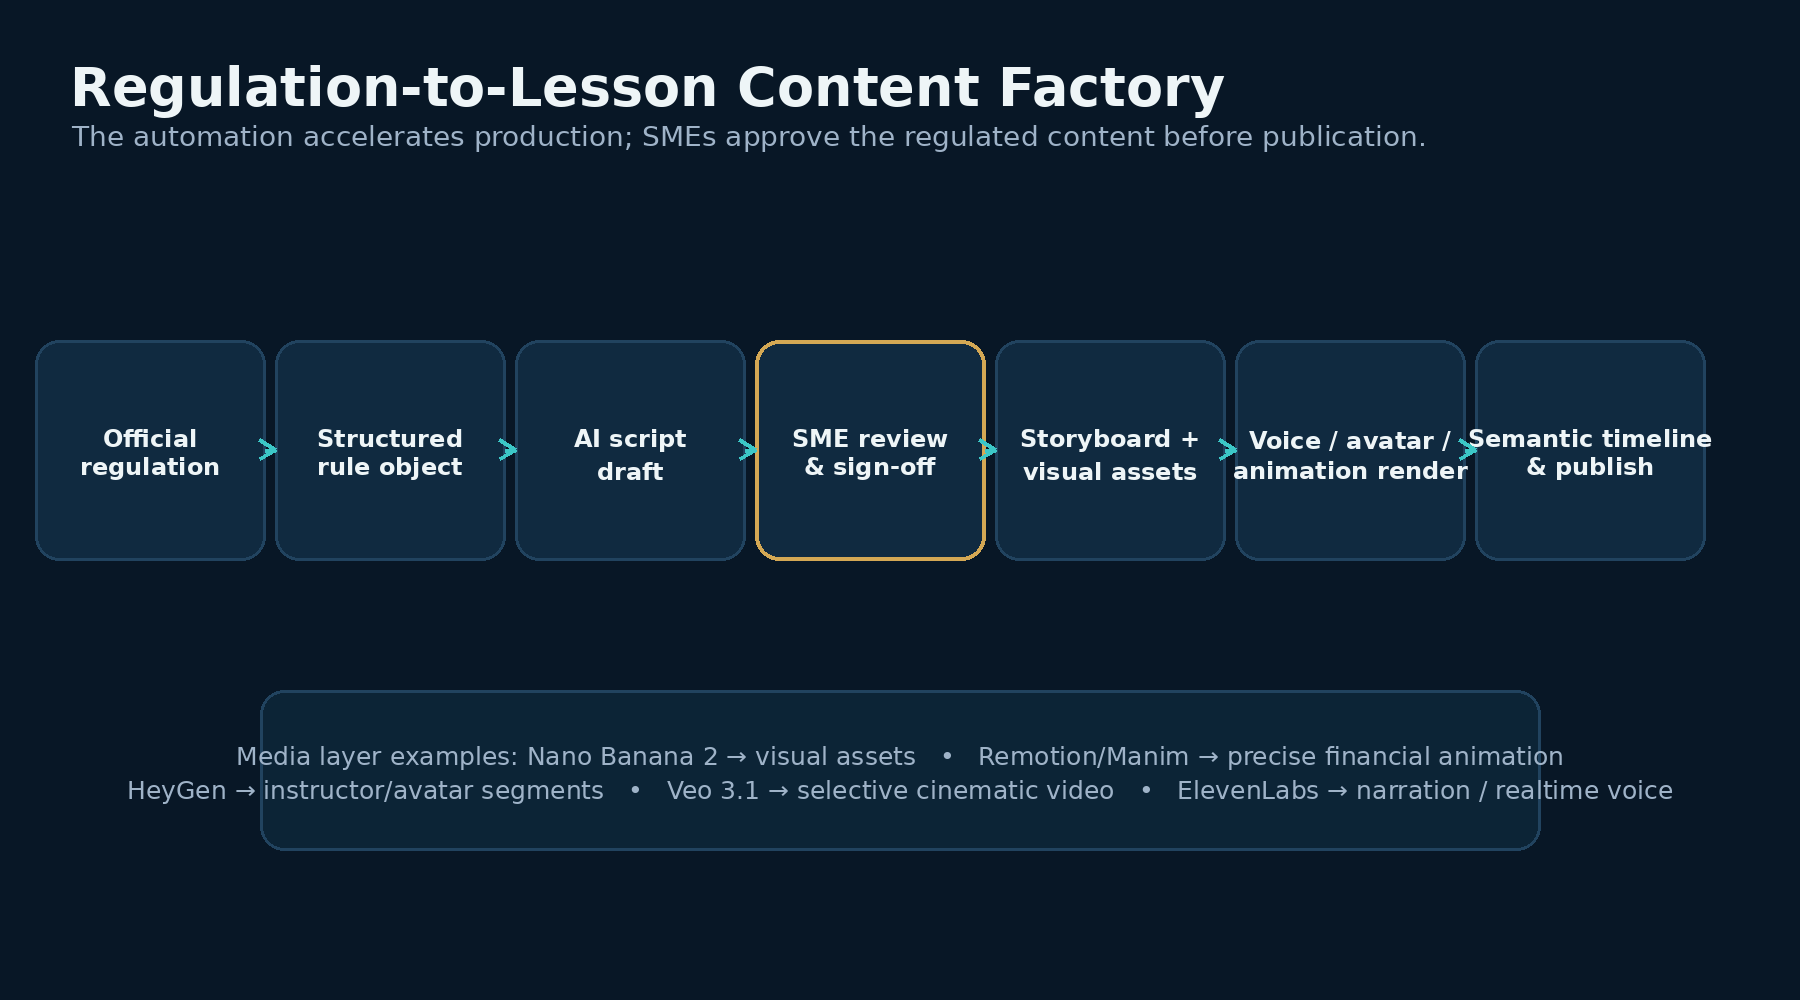 Regulation-to-Lesson Content Factory
The automation accelerates production; SMEs approve the regulated content before publication.
Official
regulation
Structured
rule object
AI script
draft
SME review
& sign-off
Storyboard +
visual assets
Voice / avatar /
animation render
Semantic timeline
& publish
Media layer examples: Nano Banana 2 → visual assets • Remotion/Manim → precise financial animation
HeyGen → instructor/avatar segments • Veo 3.1 → selective cinematic video • ElevenLabs → narration / realtime voice